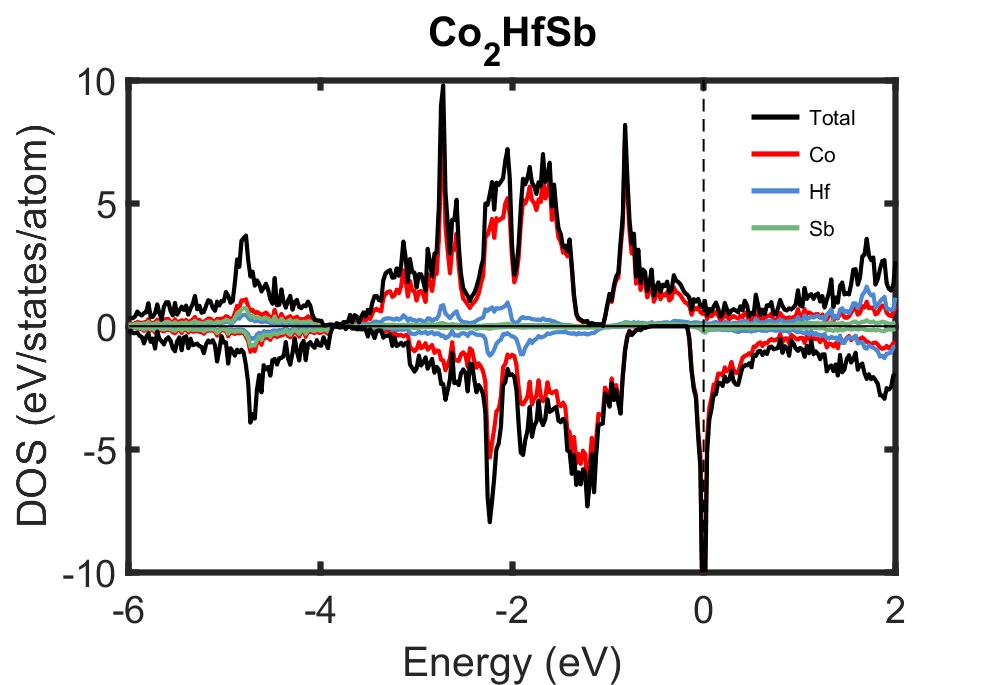 Co₂HfSb
10
5
0
-5
-10
DOS (eV/states/atom)
Total
Co
Hf
Sb
-6 -4 -2 0 2
Energy (eV)